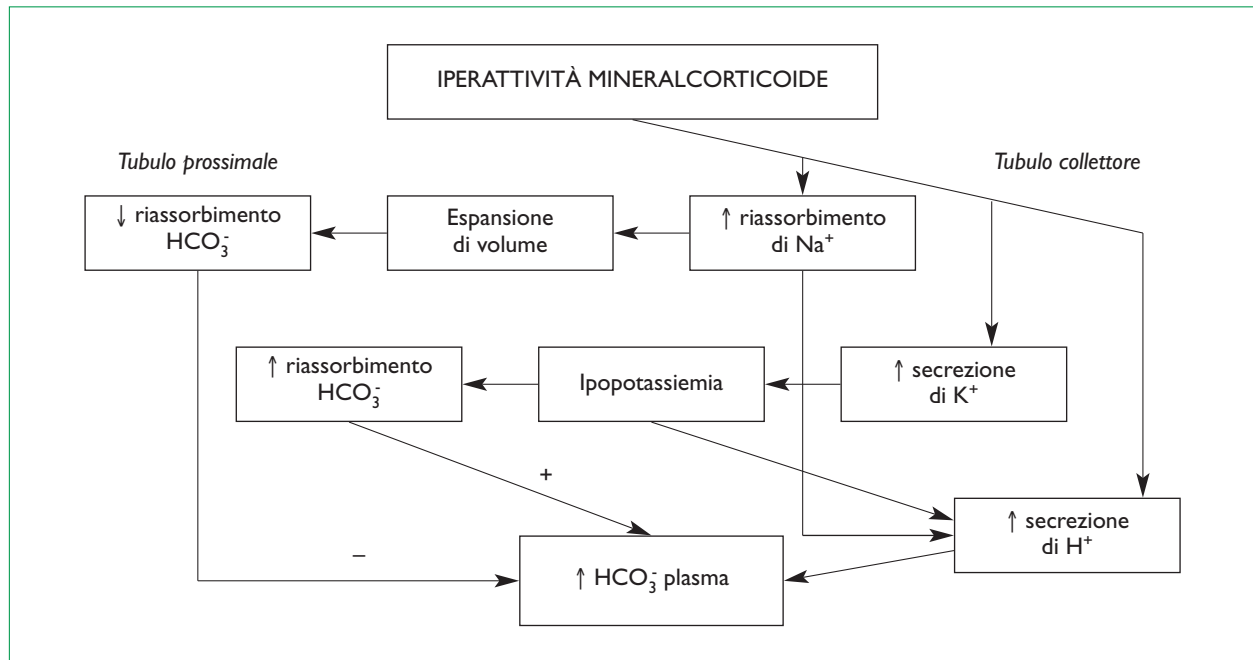 IPERATTIVITÀ MINERALCORTICOIDE
Tubulo prossimale
Tubulo collettore
↓ riassorbimento
HCO₃⁻
Espansione
di volume
↑ riassorbimento
di Na⁺
↑ riassorbimento
HCO₃⁻
Ipopotassiemia
↑ secrezione
di K⁺
+
↑ secrezione
di H⁺
–
↑ HCO₃⁻ plasma